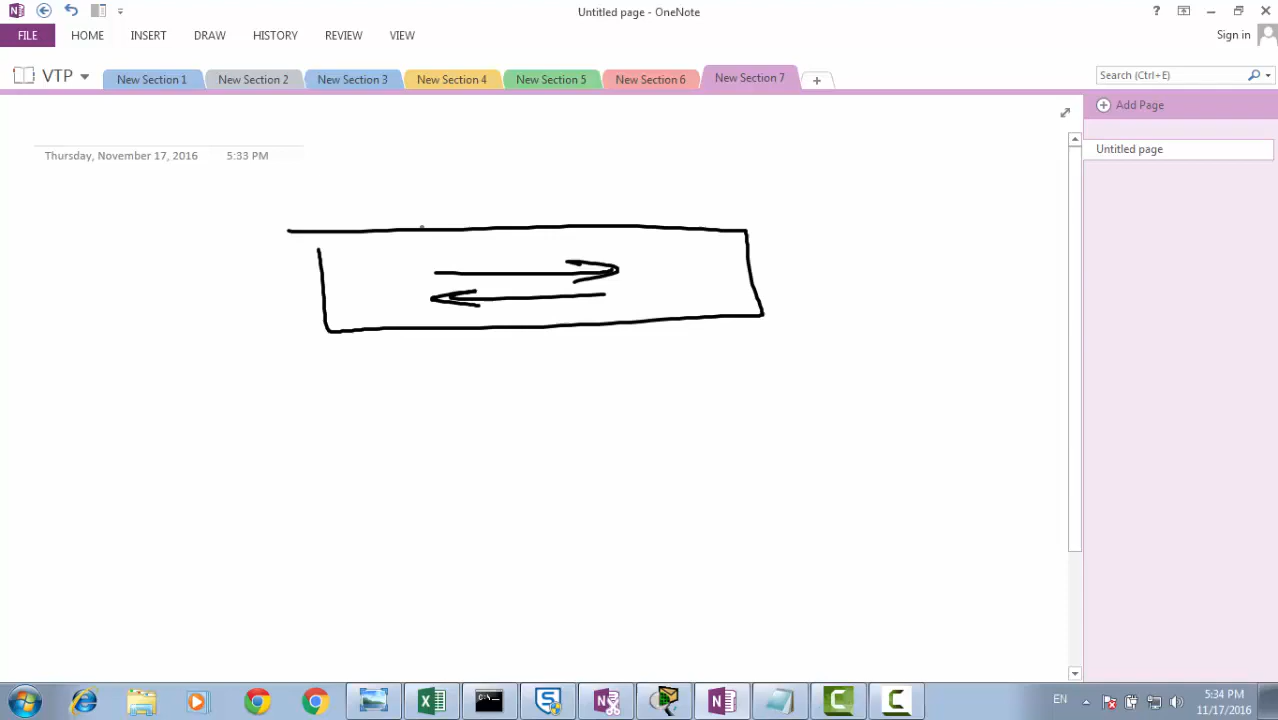 Untitled page - OneNote
?
FILE HOME INSERT DRAW HISTORY REVIEW VIEW
Sign in
VTP
New Section 1 New Section 2 New Section 3 New Section 4 New Section 5 New Section 6 New Section 7 +
Search (Ctrl+E)
Add Page
Untitled page
Thursday, November 17, 2016 5:33 PM
EN
5:34 PM
11/17/2016